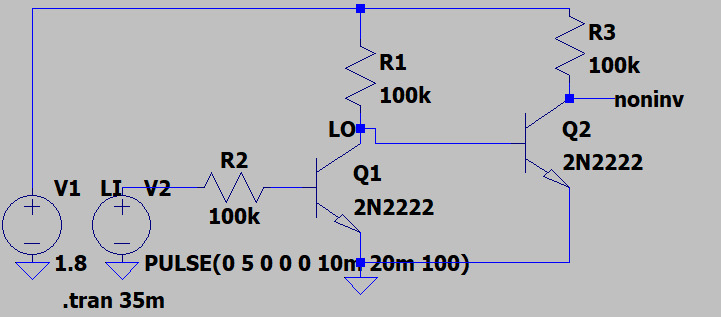 R3
R1
100k
100k
noninv
LO
Q2
R2
2N2222
Q1
V1
LI
V2
2N2222
100k
1.8
PULSE(0 5 0 0 0 10m 20m 100)
.tran 35m